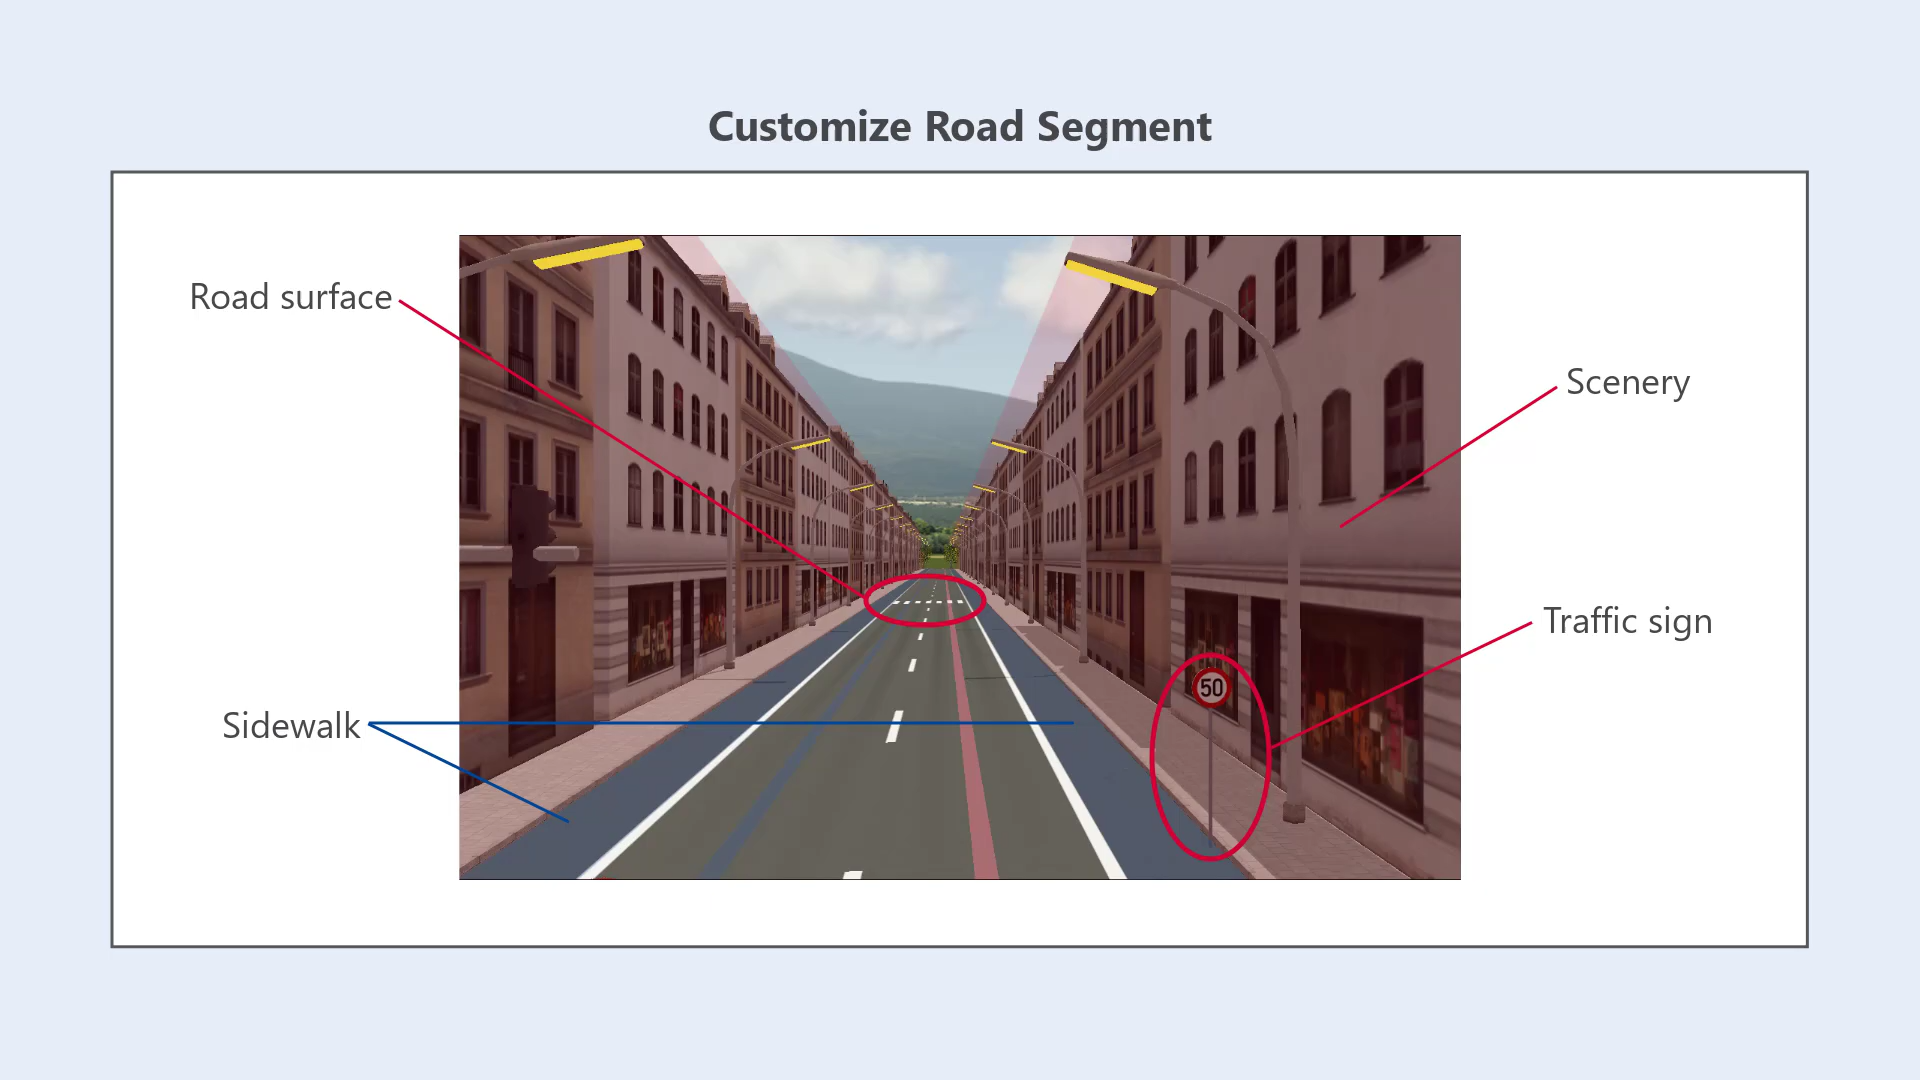 Customize Road Segment
Road surface
Scenery
Traffic sign
50
Sidewalk